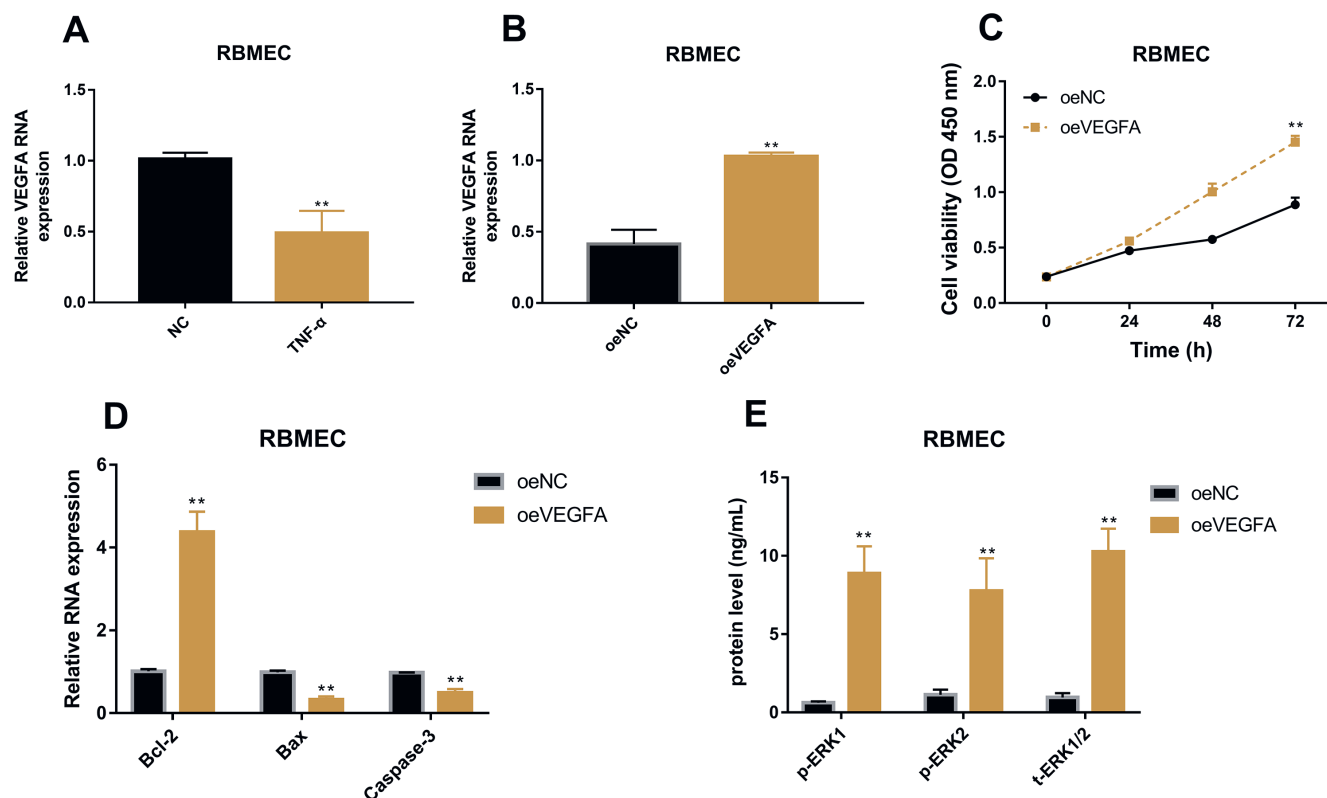 A
RBMEC
Relative VEGFA RNA
expression
1.5
1.0
0.5
0.0
**
NC
TNF-α
B
RBMEC
Relative VEGFA RNA
expression
1.5
1.0
0.5
0.0
**
oeNC
oeVEGFA
C
RBMEC
Cell viability (OD 450 nm)
2.0
1.5
1.0
0.5
0.0
oeNC
oeVEGFA
**
0
24
48
72
Time (h)
D
RBMEC
Relative RNA expression
6
4
2
0
**
**
**
oeNC
oeVEGFA
Bcl-2
Bax
Caspase-3
E
RBMEC
protein level (ng/mL)
15
10
5
0
**
**
**
oeNC
oeVEGFA
p-ERK1
p-ERK2
t-ERK1/2